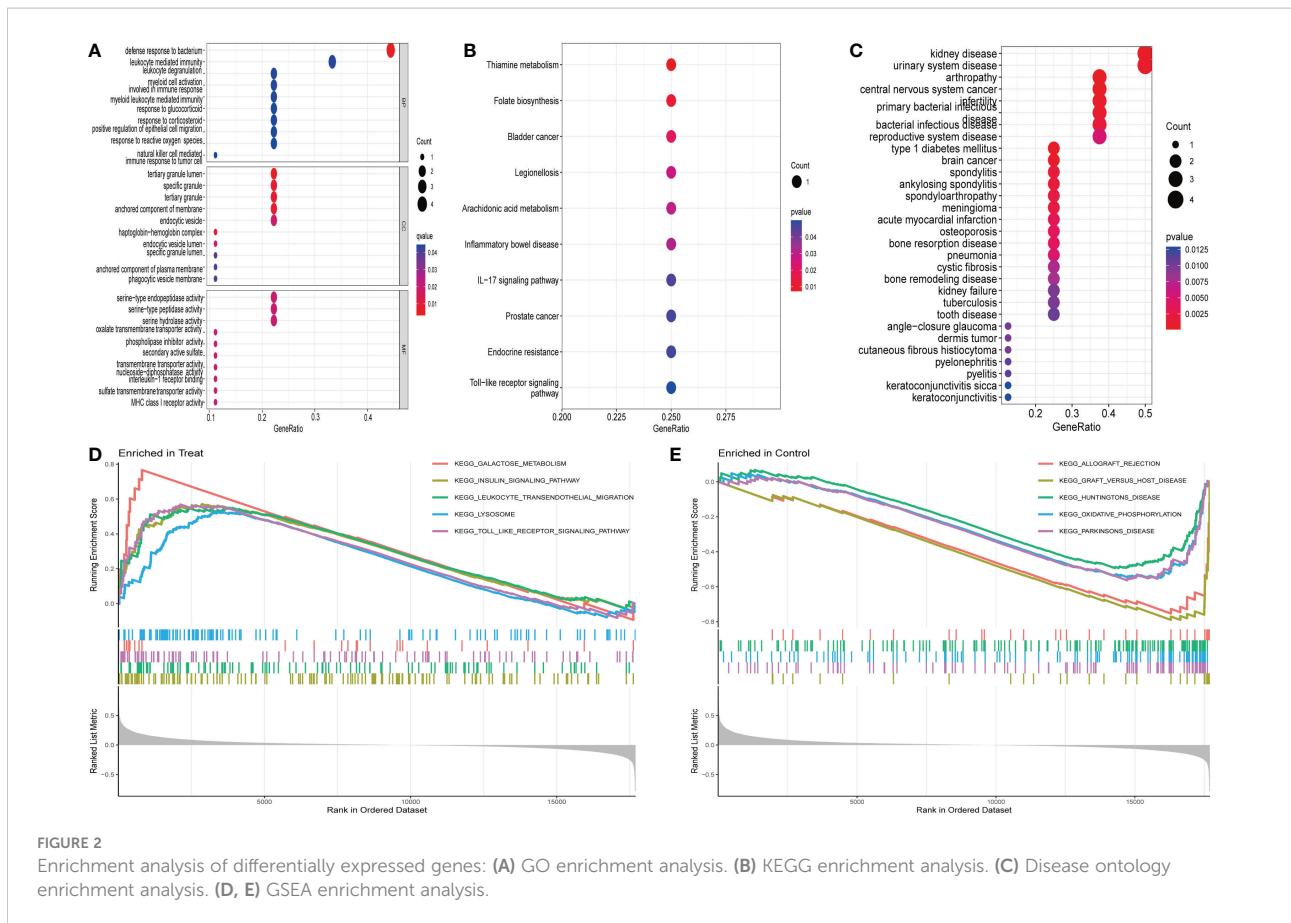 A
defense response to bacterium
leukocyte mediated immunity
leukocyte degranulation
myeloid cell activation
involved in immune response
myeloid leukocyte mediated immunity
response to glucocorticoid
response to corticosteroid
positive regulation of epithelial cell migration
response to reactive oxygen species
natural killer cell mediated
immune response to tumor cell
BP
tertiary granule lumen
specific granule
tertiary granule
anchored component of membrane
endocytic vesicle
haptoglobin-hemoglobin complex
endocytic vesicle lumen
specific granule lumen
anchored component of plasma membrane
phagocytic vesicle membrane
CC
serine-type endopeptidase activity
serine-type peptidase activity
serine hydrolase activity
oxalate transmembrane transporter activity
phospholipase inhibitor activity
secondary active sulfate
transmembrane transporter activity
nucleoside-diphosphatase activity
interleukin-1 receptor binding
sulfate transmembrane transporter activity
MHC class I receptor activity
MF
0.1 0.2 0.3 0.4
GeneRatio
Count
1
2
3
4
qvalue
0.04
0.03
0.02
0.01
B
Thiamine metabolism
Folate biosynthesis
Bladder cancer
Legionellosis
Arachidonic acid metabolism
Inflammatory bowel disease
IL-17 signaling pathway
Prostate cancer
Endocrine resistance
Toll-like receptor signaling
pathway
0.200 0.225 0.250 0.275
GeneRatio
Count
1
pvalue
0.04
0.03
0.02
0.01
C
kidney disease
urinary system disease
arthropathy
central nervous system cancer
infertility
primary bacterial infectious
disease
bacterial infectious disease
reproductive system disease
type 1 diabetes mellitus
brain cancer
spondylitis
ankylosing spondylitis
spondyloarthropathy
meningioma
acute myocardial infarction
osteoporosis
bone resorption disease
pneumonia
cystic fibrosis
bone remodeling disease
kidney failure
tuberculosis
tooth disease
angle-closure glaucoma
dermis tumor
cutaneous fibrous histiocytoma
pyelonephritis
pyelitis
keratoconjunctivitis sicca
keratoconjunctivitis
0.2 0.3 0.4 0.5
GeneRatio
Count
1
2
3
4
pvalue
0.0125
0.0100
0.0075
0.0050
0.0025
D
Enriched in Treat
Running Enrichment Score
0.8
0.6
0.4
0.2
0.0
KEGG_GALACTOSE_METABOLISM
KEGG_INSULIN_SIGNALING_PATHWAY
KEGG_LEUKOCYTE_TRANSENDOTHELIAL_MIGRATION
KEGG_LYSOSOME
KEGG_TOLL_LIKE_RECEPTOR_SIGNALING_PATHWAY
Ranked List Metric
0.5
0.0
-0.5
5000 10000 15000
Rank in Ordered Dataset
E
Enriched in Control
Running Enrichment Score
0.0
-0.2
-0.4
-0.6
-0.8
KEGG_ALLOGRAFT_REJECTION
KEGG_GRAFT_VERSUS_HOST_DISEASE
KEGG_HUNTINGTONS_DISEASE
KEGG_OXIDATIVE_PHOSPHORYLATION
KEGG_PARKINSONS_DISEASE
Ranked List Metric
0.5
0.0
-0.5
5000 10000 15000
Rank in Ordered Dataset
FIGURE 2
Enrichment analysis of differentially expressed genes: (A) GO enrichment analysis. (B) KEGG enrichment analysis. (C) Disease ontology
enrichment analysis. (D, E) GSEA enrichment analysis.